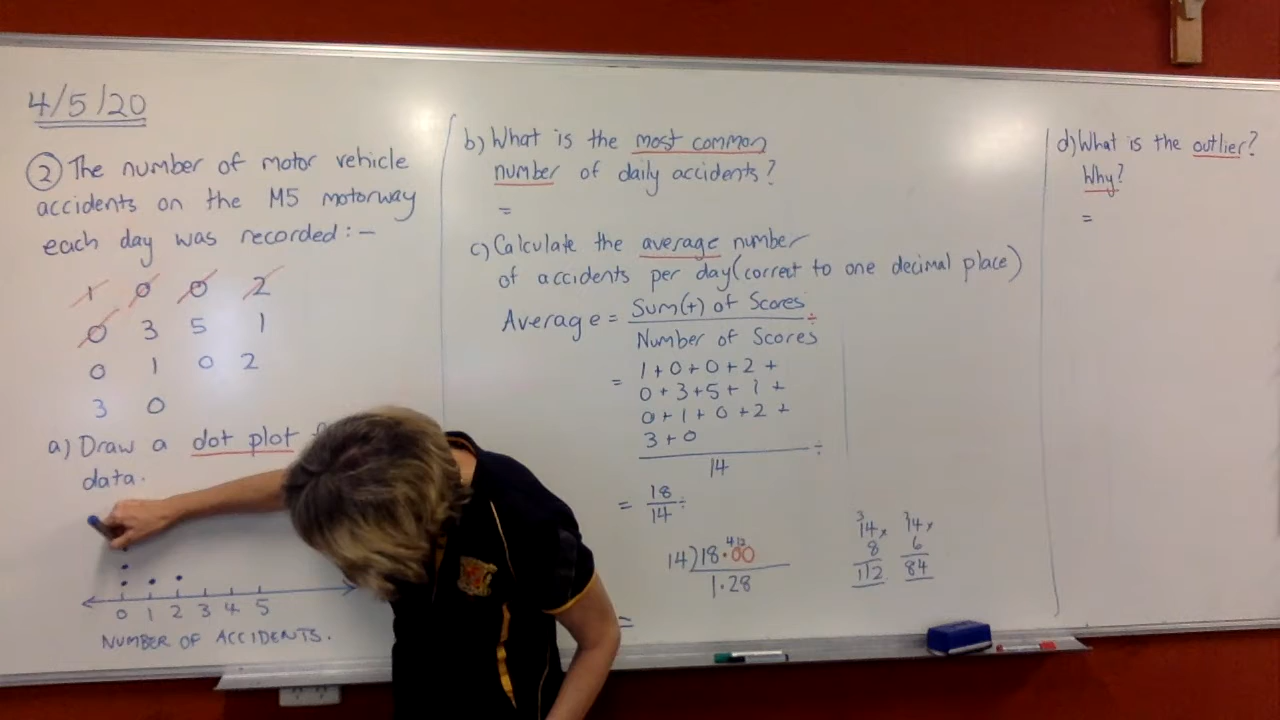 4/5/20
② The number of motor vehicle
accidents on the M5 motorway
each day was recorded:-
1 0 0 2
0 3 5 1
0 1 0 2
3 0
a) Draw a dot plot
data.
0 1 2 3 4 5
NUMBER OF ACCIDENTS.
b) What is the most common
number of daily accidents?
=
c) Calculate the average number
of accidents per day (correct to one decimal place)
Average = Sum(+) of Scores ÷
Number of Scores
= 1+0+0+2+
0+3+5+1+
0+1+0+2+
3+0
÷
14
= 18
14 ÷
14)18.4012 0
1.28
=
3
14x
8
112
14x
6
84
d) What is the outlier?
Why?
=